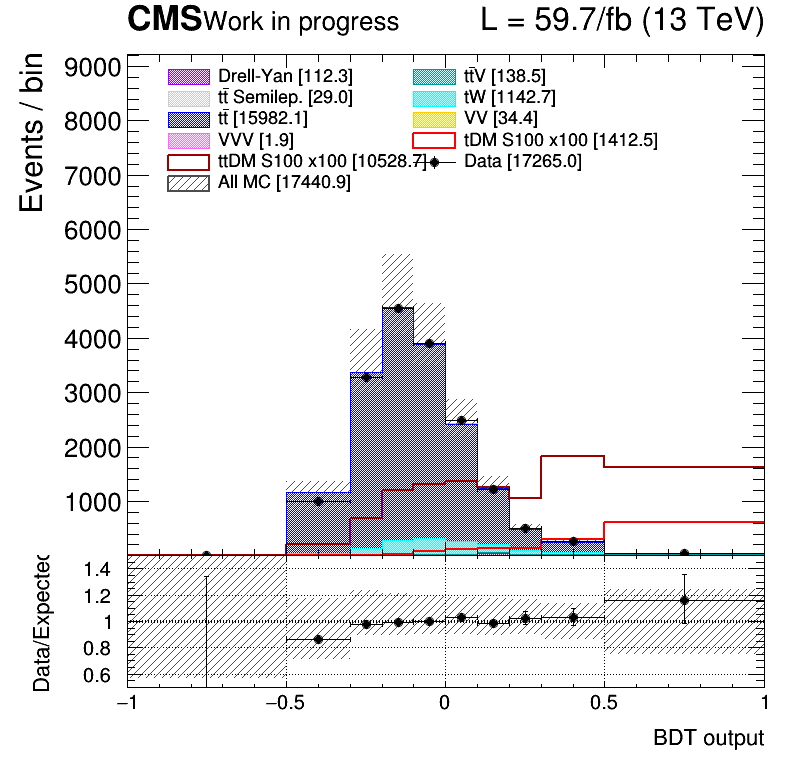 CMS Work in progress L = 59.7/fb (13 TeV)
Events / bin
9000
8000
7000
6000
5000
4000
3000
2000
1000
Drell-Yan [112.3] tt̄V [138.5]
tt̄ Semilep. [29.0] tW [1142.7]
tt̄ [15982.1] VV [34.4]
VVV [1.9] tDM S100 x100 [1412.5]
ttDM S100 x100 [10528.7] Data [17265.0]
All MC [17440.9]
Data/Expected
1.4
1.2
1
0.8
0.6
−1 −0.5 0 0.5 1
BDT output